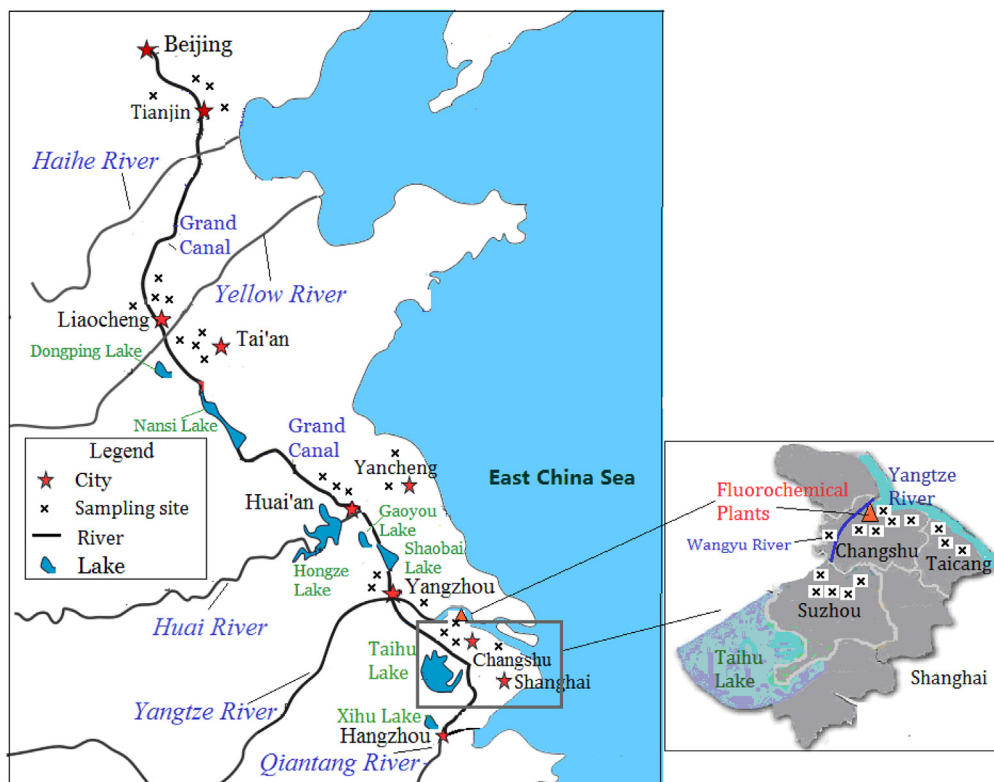 Beijing
Tianjin
Haihe River
Grand
Canal
Yellow River
Liaocheng
Tai'an
Dongping Lake
Nansi Lake
Grand
Canal
Legend
City
Sampling site
River
Lake
Yancheng
East China Sea
Huai'an
Gaoyou
Lake
Shaobai
Lake
Hongze
Lake
Yangzhou
Huai River
Taihu
Lake
Changshu
Shanghai
Yangtze River
Xihu Lake
Hangzhou
Qiantang River
Fluorochemical
Plants
Yangtze
River
Wangyu River
Changshu
Taicang
Suzhou
Taihu
Lake
Shanghai